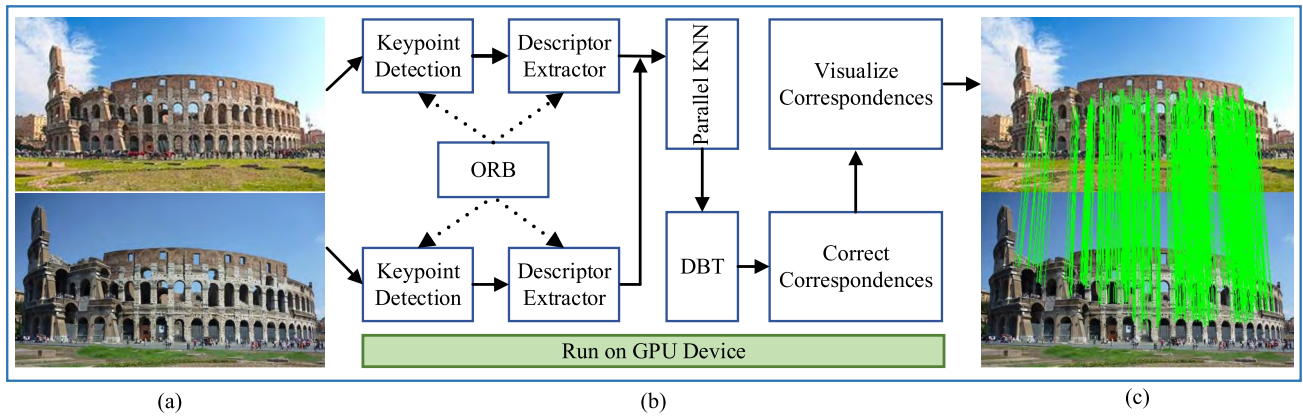 Keypoint
Detection
Descriptor
Extractor
Parallel KNN
Visualize
Correspondences
ORB
Keypoint
Detection
Descriptor
Extractor
DBT
Correct
Correspondences
Run on GPU Device
(a)
(b)
(c)